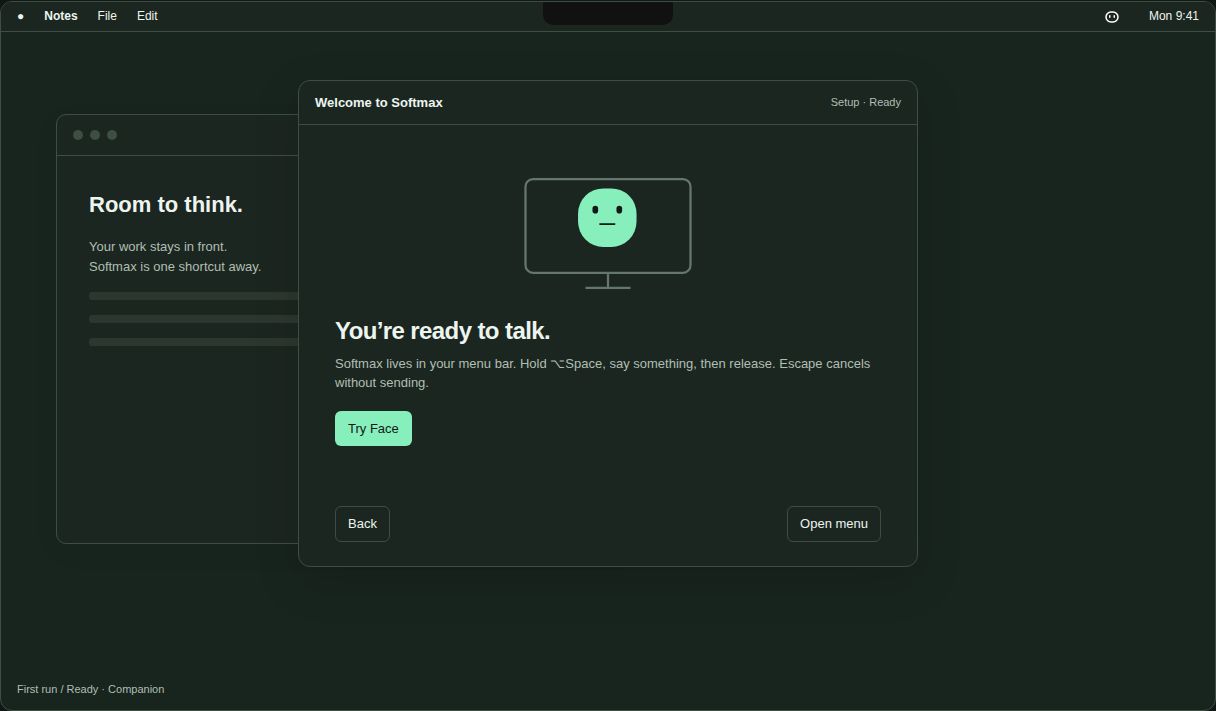 ● Notes File Edit Mon 9:41
Welcome to Softmax Setup · Ready
Room to think.
Your work stays in front.
Softmax is one shortcut away.
You’re ready to talk.
Softmax lives in your menu bar. Hold ⌥Space, say something, then release. Escape cancels
without sending.
Try Face
Back Open menu
First run / Ready · Companion